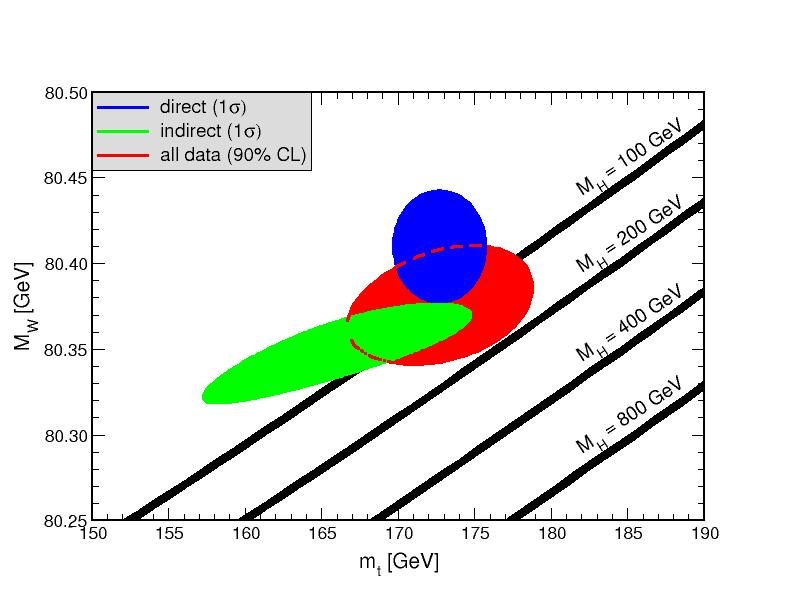 direct (1σ)
indirect (1σ)
all data (90% CL)
M_H = 100 GeV
M_H = 200 GeV
M_H = 400 GeV
M_H = 800 GeV
80.50
80.45
80.40
80.35
80.30
80.25
M_W [GeV]
150 155 160 165 170 175 180 185 190
m_t [GeV]